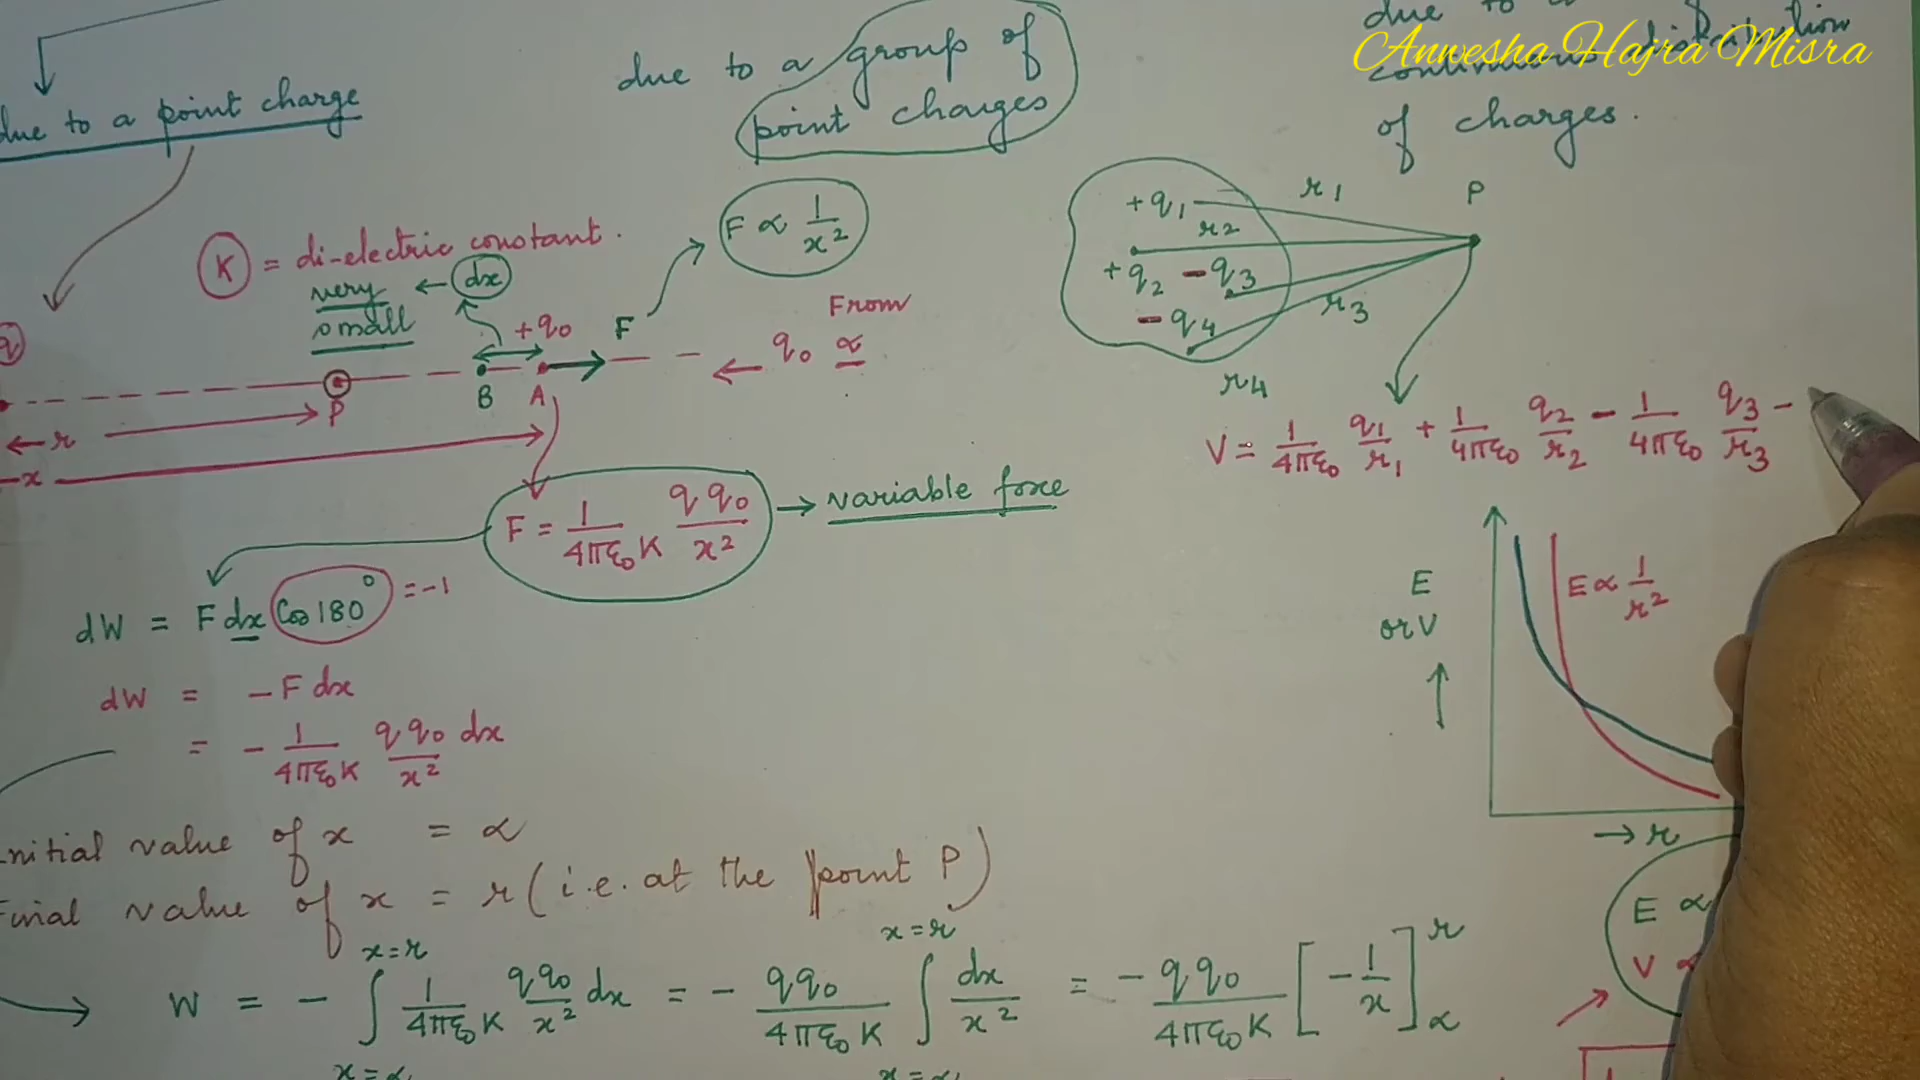 due to a point charge
due to a group of
point charges
due to a
continuous distribution
of charges.
Anwesha Hajra Misra
K = di-electric constant.
very ← dx
small
+q₀
F
F ∝ 1/x²
From
← q₀ ∝
q
P
B
A
← r
x
F = 1/4πε₀K qq₀/x² → variable force
dW = F dx Cos 180° = -1
dW = -F dx
= - 1/4πε₀K qq₀/x² dx
Initial value of x = ∝
Final value of x = r (i.e. at the point P)
W = - ∫ 1/4πε₀K qq₀/x² dx = - qq₀/4πε₀K ∫ dx/x² = - qq₀/4πε₀K [-1/x]
x=r
x=r
r
∝
x=∝
x=∝
+q₁
r₁
P
r₂
+q₂
-q₃
-q₄
r₃
r₄
V = 1/4πε₀ q₁/r₁ + 1/4πε₀ q₂/r₂ - 1/4πε₀ q₃/r₃ -
E
or V
E ∝ 1/r²
→ r
E ∝
V ∝